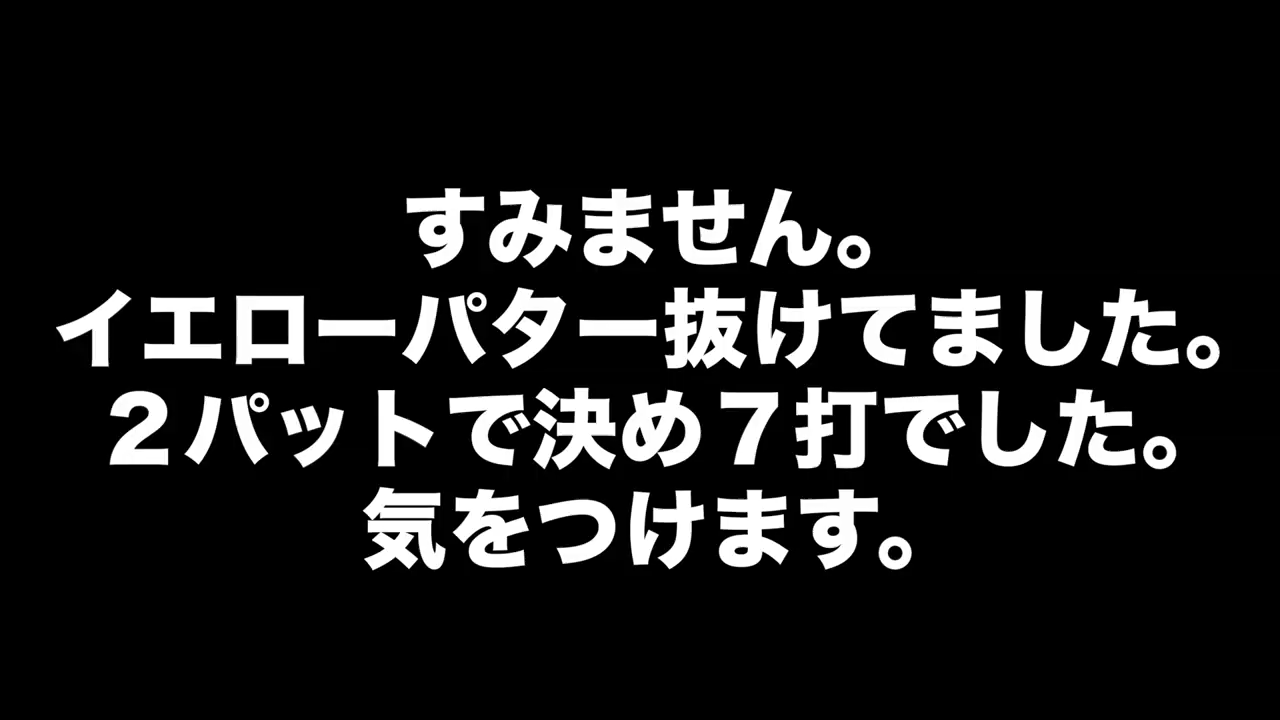 すみません。
イエローパター抜けてました。
２パットで決め７打でした。
気をつけます。